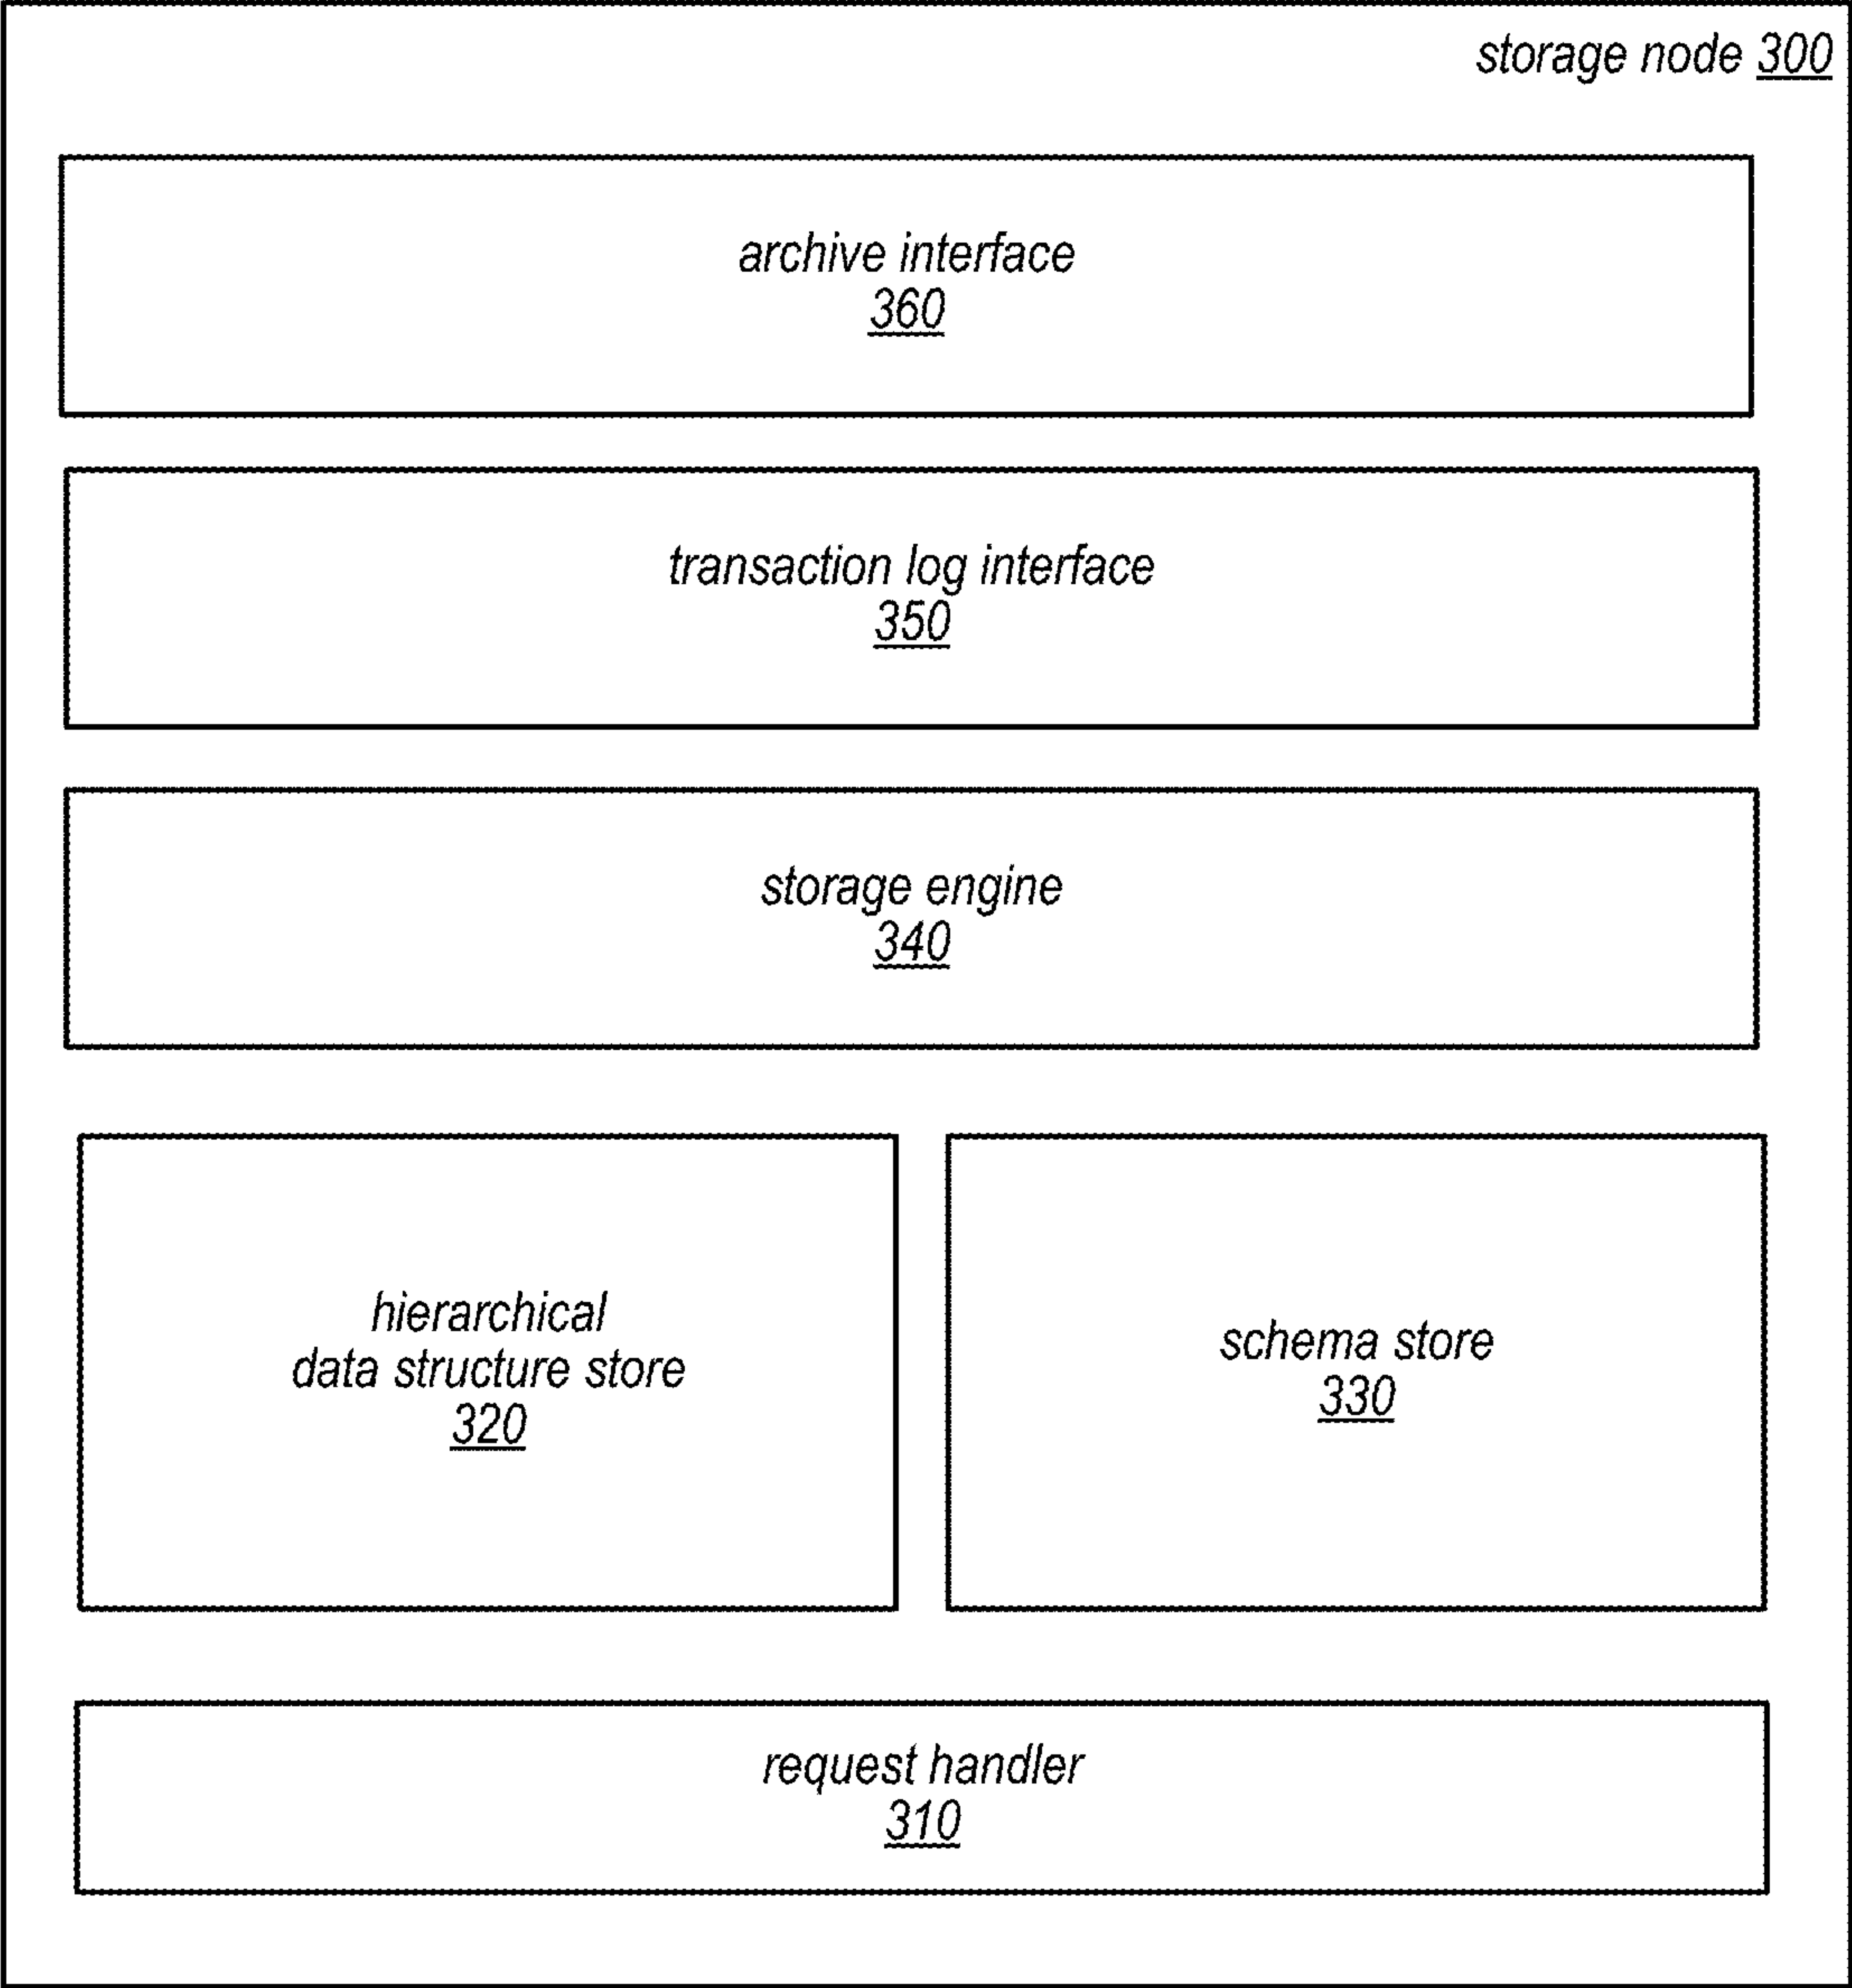 storage node 300
archive interface
360
transaction log interface
350
storage engine
340
hierarchical
data structure store
320
schema store
330
request handler
310